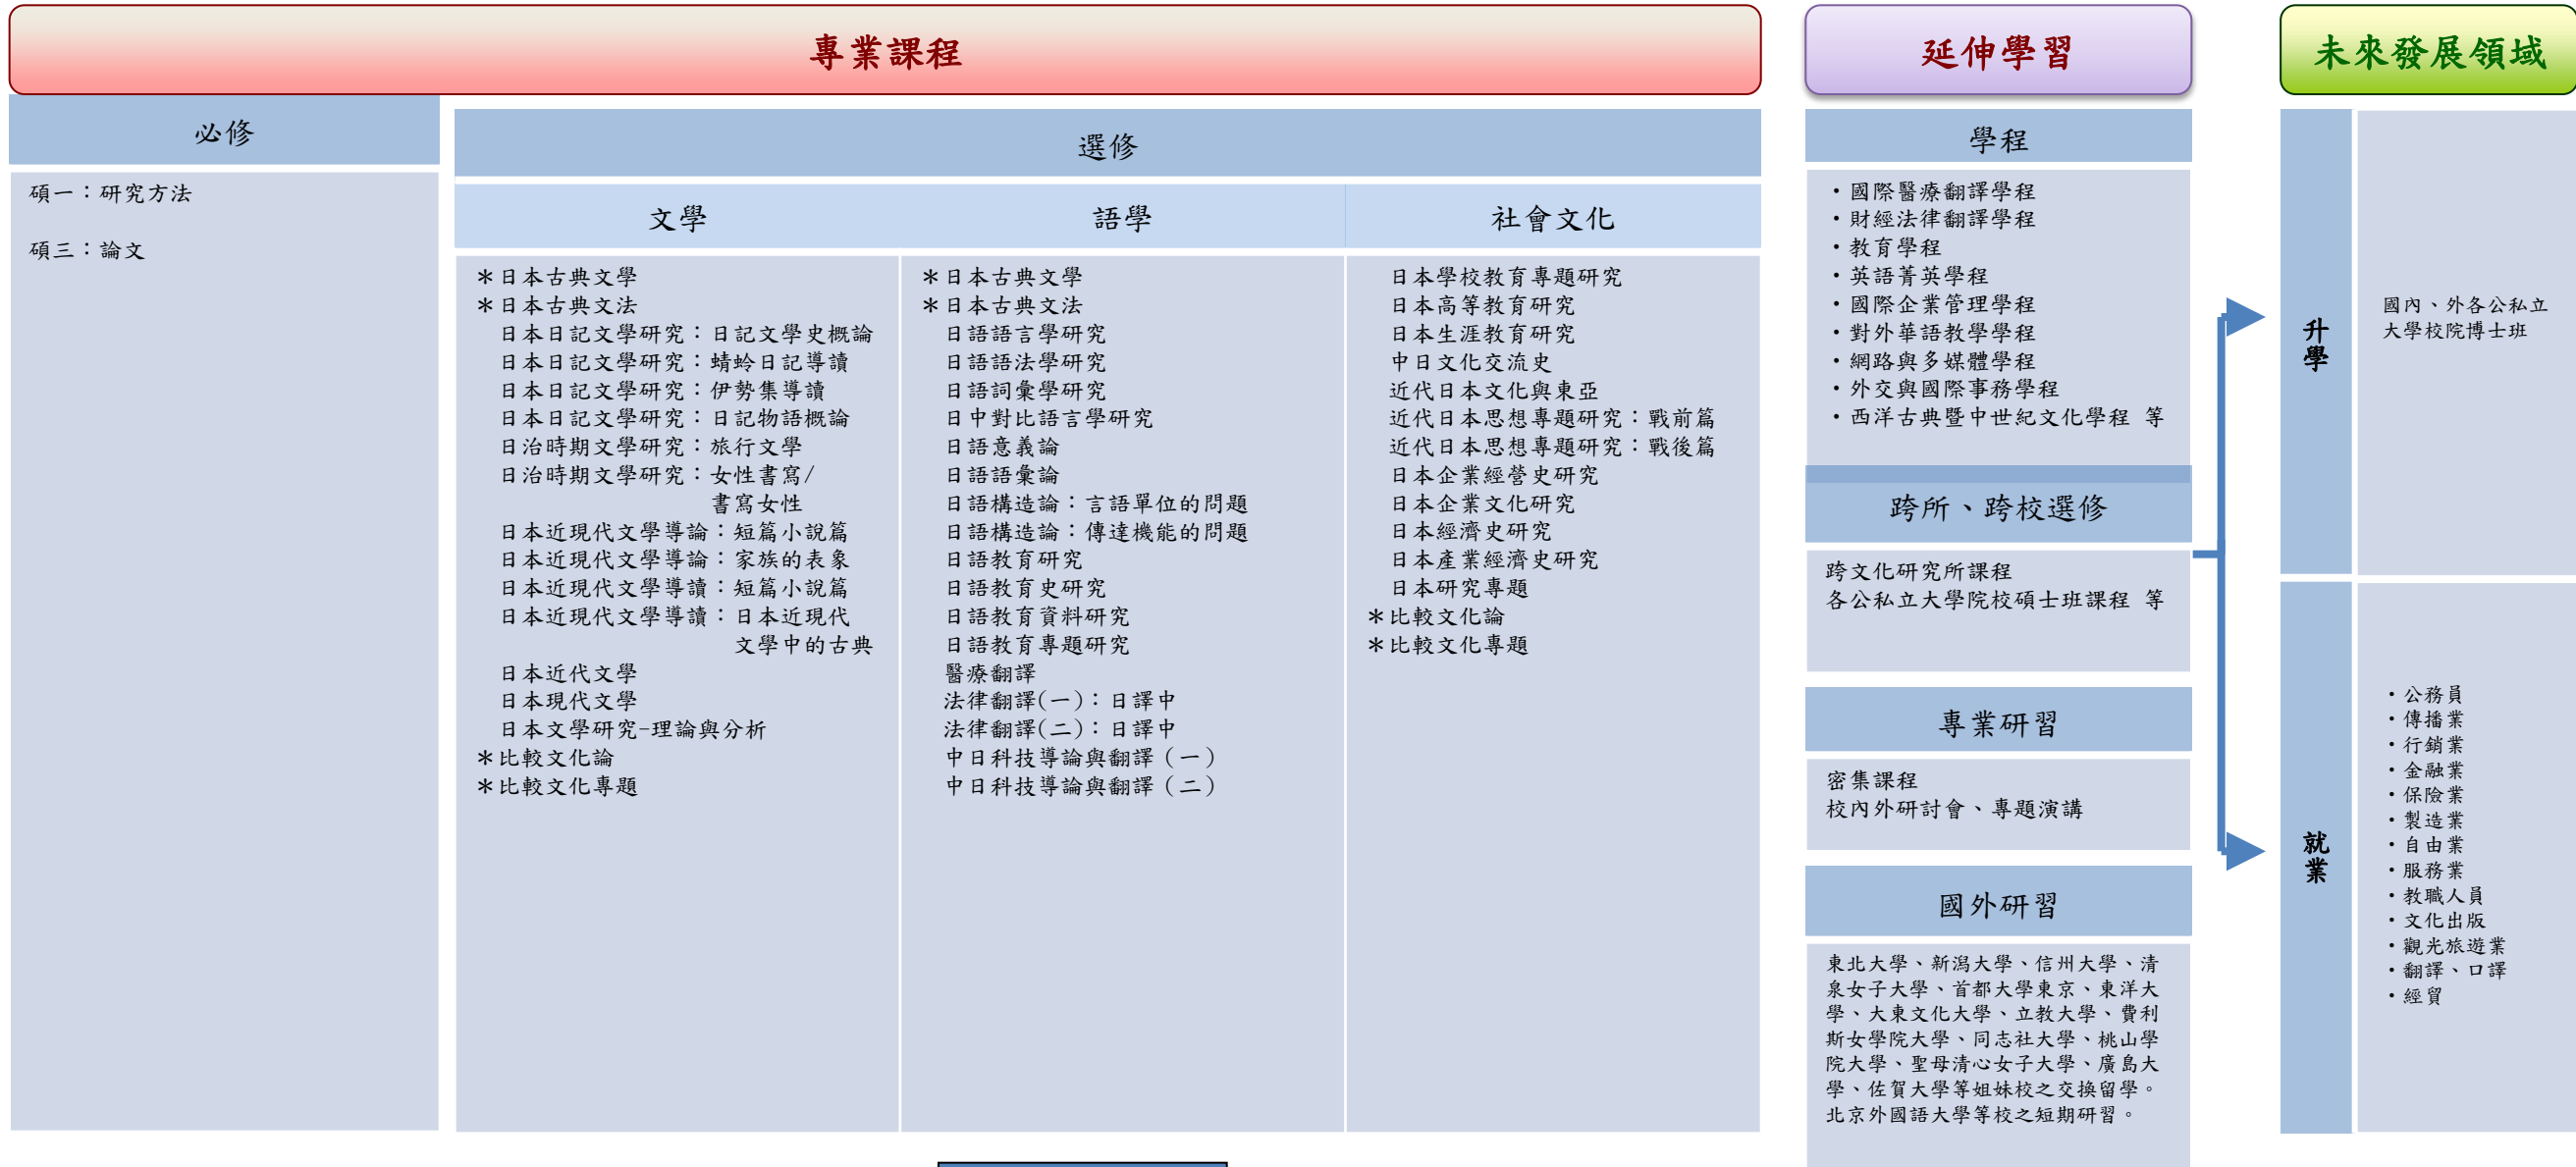 專業課程
必修
碩一：研究方法
碩三：論文
選修
文學
＊日本古典文學
＊日本古典文法
日本日記文學研究：日記文學史概論
日本日記文學研究：蜻蛉日記導讀
日本日記文學研究：伊勢集導讀
日本日記文學研究：日記物語概論
日治時期文學研究：旅行文學
日治時期文學研究：女性書寫/
書寫女性
日本近現代文學導論：短篇小說篇
日本近現代文學導論：家族的表象
日本近現代文學導讀：短篇小說篇
日本近現代文學導讀：日本近現代
文學中的古典
日本近代文學
日本現代文學
日本文學研究-理論與分析
＊比較文化論
＊比較文化專題
語學
＊日本古典文學
＊日本古典文法
日語語言學研究
日語語法學研究
日語詞彙學研究
日中對比語言學研究
日語意義論
日語語彙論
日語構造論：言語單位的問題
日語構造論：傳達機能的問題
日語教育研究
日語教育史研究
日語教育資料研究
日語教育專題研究
醫療翻譯
法律翻譯(一)：日譯中
法律翻譯(二)：日譯中
中日科技導論與翻譯（一）
中日科技導論與翻譯（二）
社會文化
日本學校教育專題研究
日本高等教育研究
日本生涯教育研究
中日文化交流史
近代日本文化與東亞
近代日本思想專題研究：戰前篇
近代日本思想專題研究：戰後篇
日本企業經營史研究
日本企業文化研究
日本經濟史研究
日本產業經濟史研究
日本研究專題
＊比較文化論
＊比較文化專題
延伸學習
學程
・國際醫療翻譯學程
・財經法律翻譯學程
・教育學程
・英語菁英學程
・國際企業管理學程
・對外華語教學學程
・網路與多媒體學程
・外交與國際事務學程
・西洋古典暨中世紀文化學程 等
跨所、跨校選修
跨文化研究所課程
各公私立大學院校碩士班課程 等
專業研習
密集課程
校內外研討會、專題演講
國外研習
東北大學、新潟大學、信州大學、清
泉女子大學、首都大學東京、東洋大
學、大東文化大學、立教大學、費利
斯女學院大學、同志社大學、桃山學
院大學、聖母清心女子大學、廣島大
學、佐賀大學等姐妹校之交換留學。
北京外國語大學等校之短期研習。
未來發展領域
升學
國內、外各公私立
大學校院博士班
就業
・公務員
・傳播業
・行銷業
・金融業
・保險業
・製造業
・自由業
・服務業
・教職人員
・文化出版
・觀光旅遊業
・翻譯、口譯
・經貿